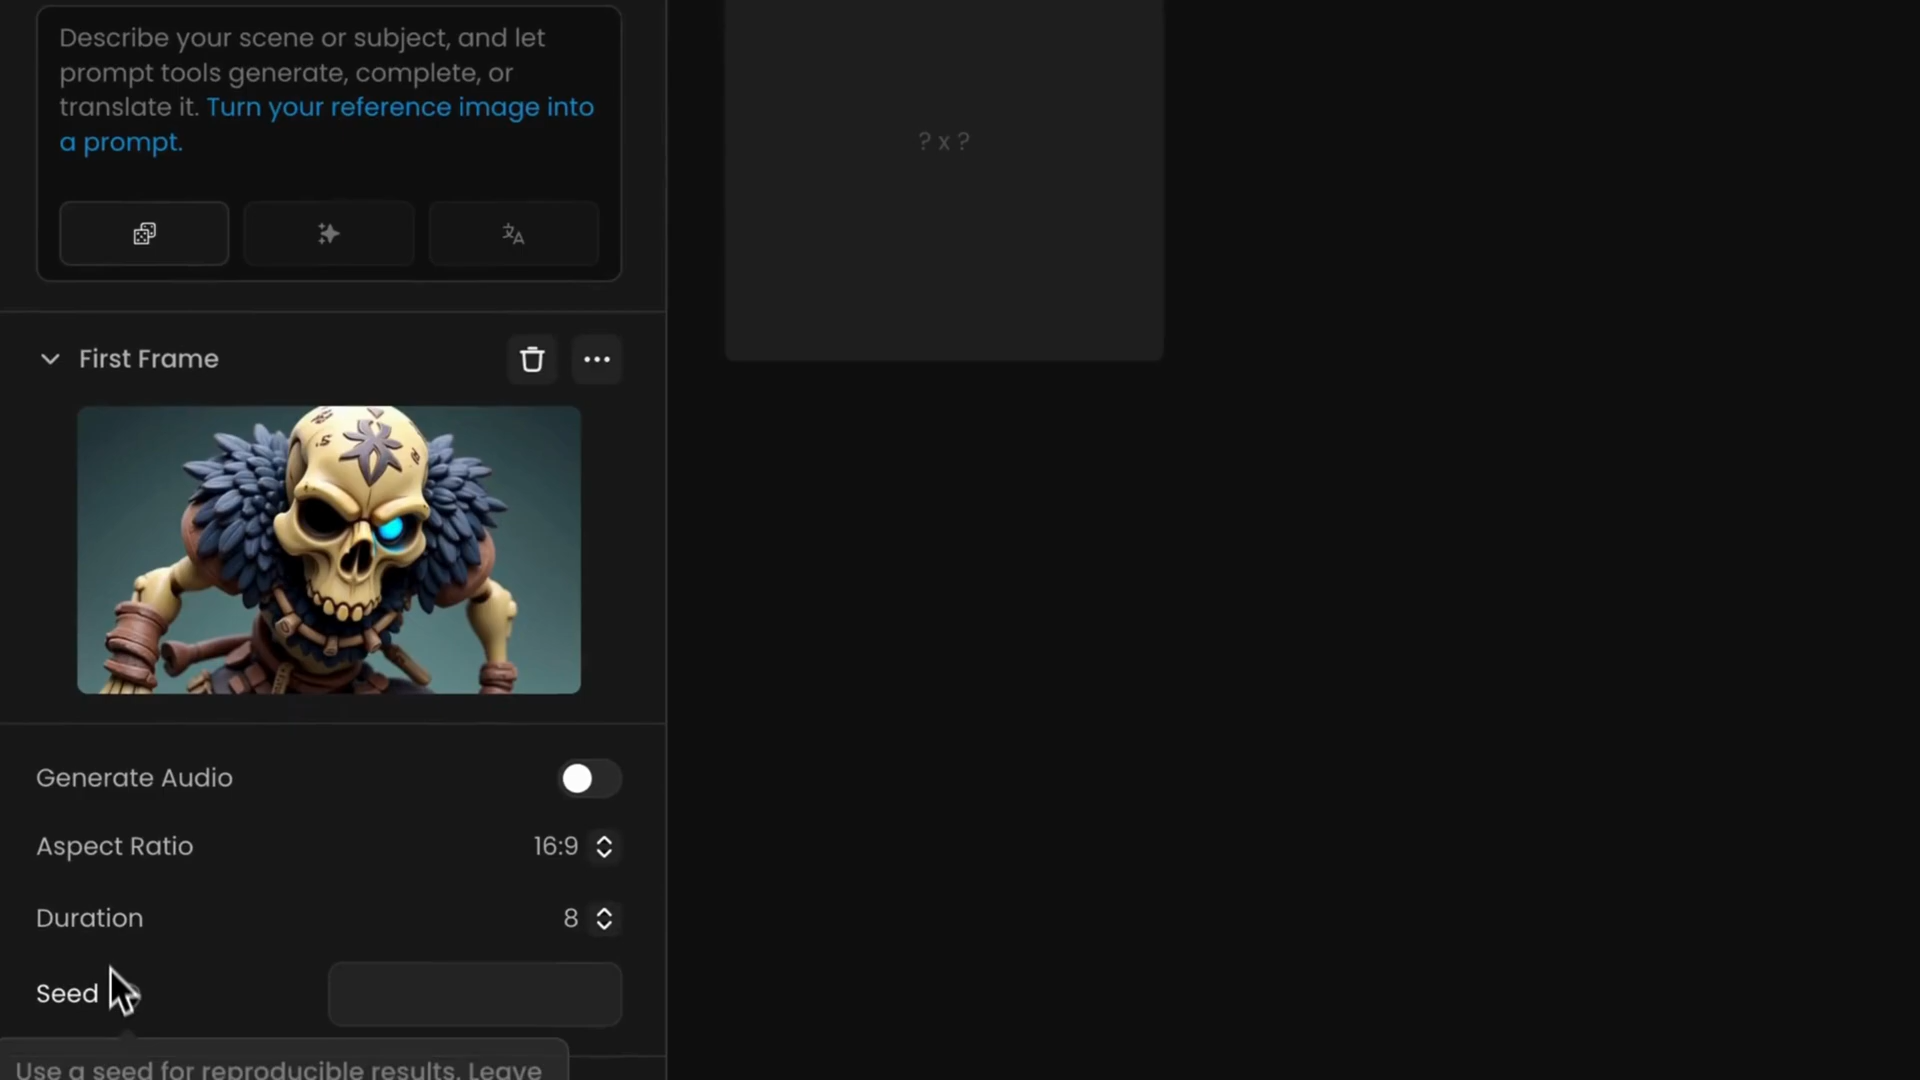 Describe your scene or subject, and let
prompt tools generate, complete, or
translate it. Turn your reference image into
a prompt.
? x ?
First Frame
Generate Audio
Aspect Ratio 16:9
Duration 8
Seed
Use a seed for reproducible results. Leave